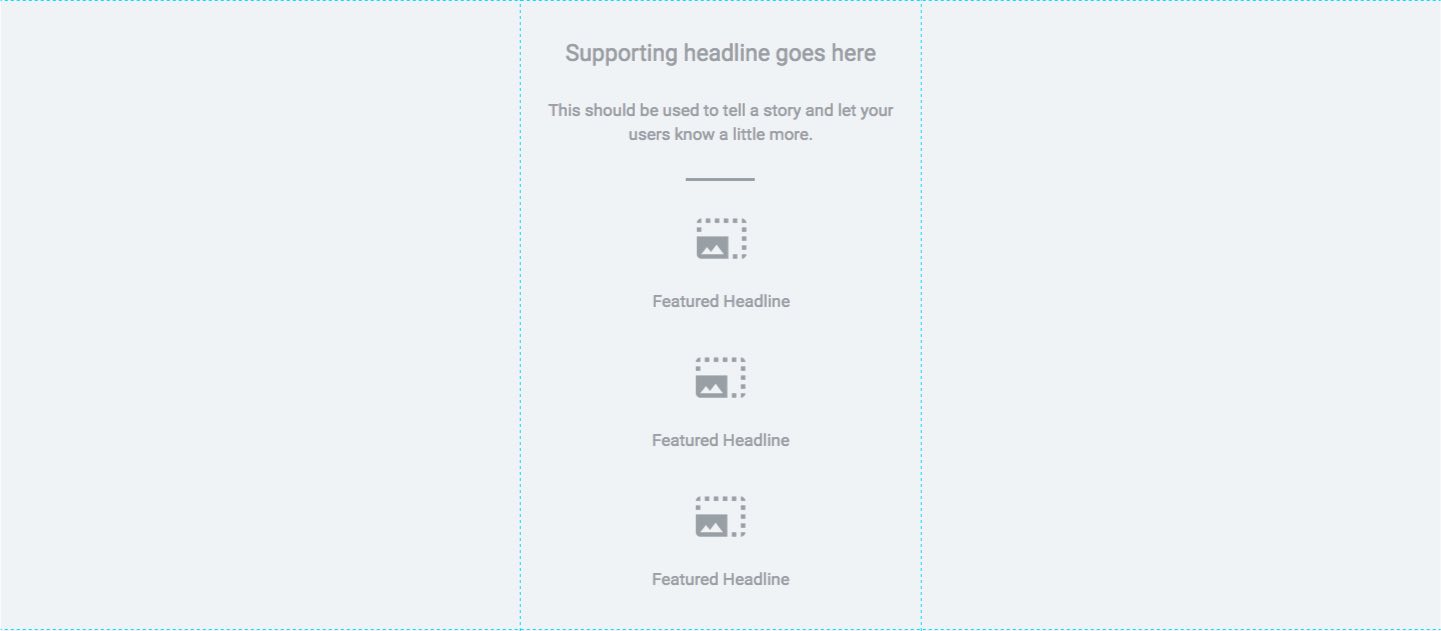 Supporting headline goes here
This should be used to tell a story and let your
users know a little more.
Featured Headline
Featured Headline
Featured Headline